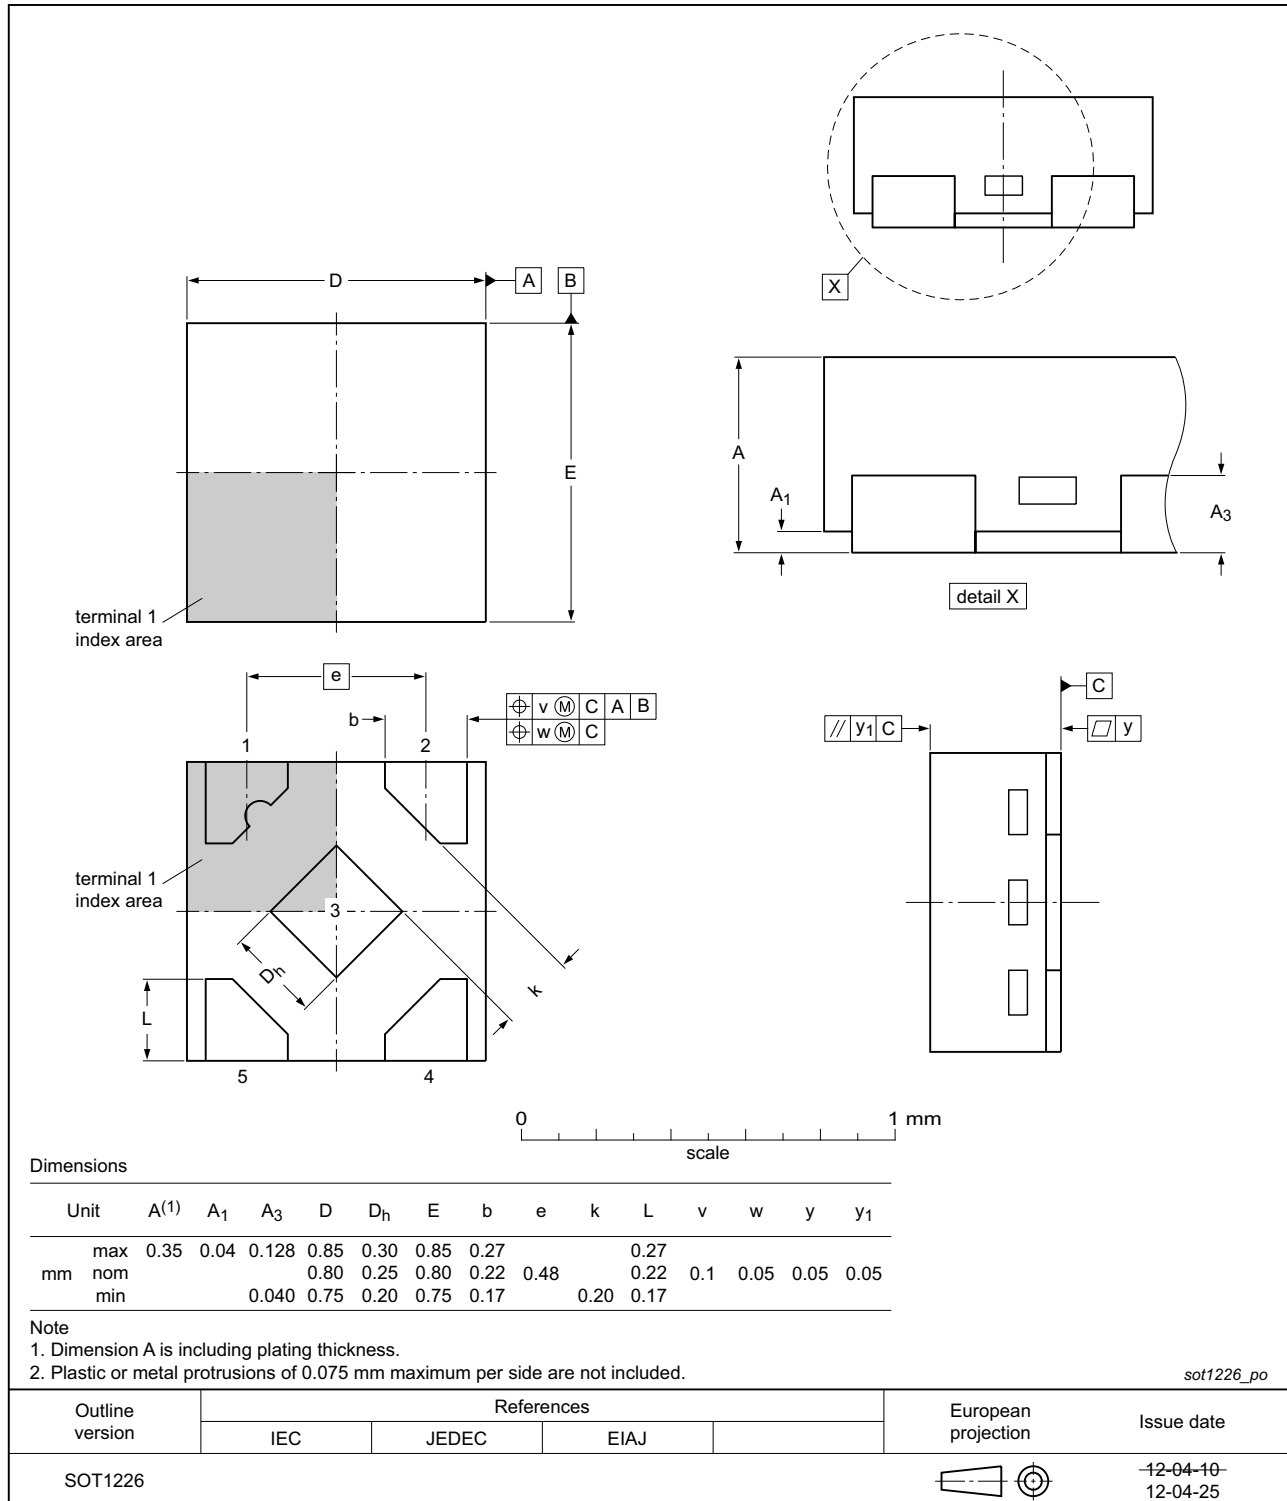 X
D A B
E
terminal 1
index area
A
A1
A3
detail X
e
b
v M C A B
w M C
1 2
terminal 1
index area
3
Dh
k
L
5 4
C
// y1 C
y
0 1 mm
scale
Dimensions
Unit A(1) A1 A3 D Dh E b e k L v w y y1
max 0.35 0.04 0.128 0.85 0.30 0.85 0.27 0.27
mm nom 0.80 0.25 0.80 0.22 0.48 0.22 0.1 0.05 0.05 0.05
min 0.040 0.75 0.20 0.75 0.17 0.20 0.17
Note
1. Dimension A is including plating thickness.
2. Plastic or metal protrusions of 0.075 mm maximum per side are not included.
sot1226_po
Outline
version
References
IEC JEDEC EIAJ
European
projection
Issue date
SOT1226
12-04-10
12-04-25